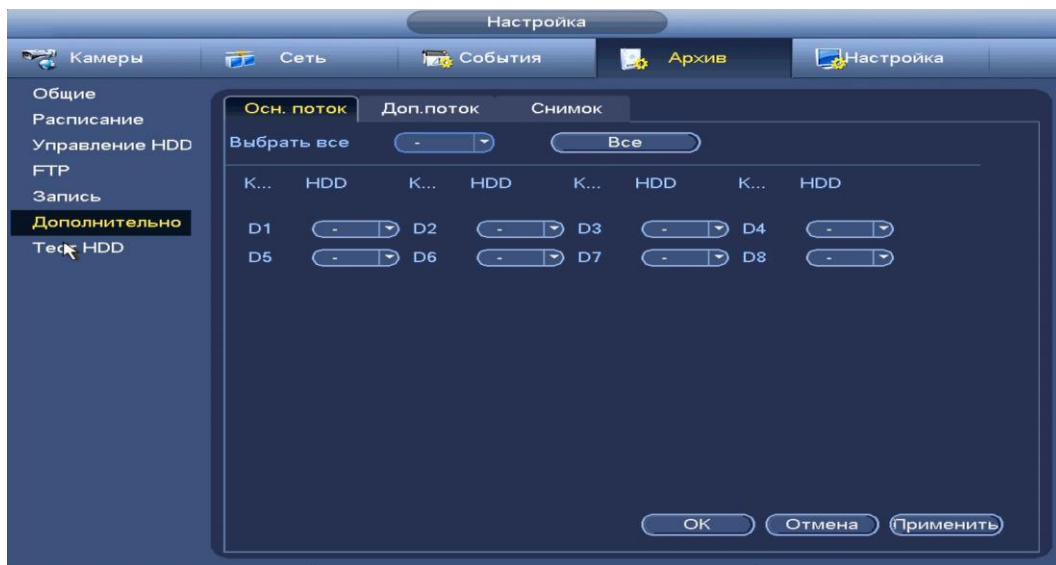 Настройка
Камеры Сеть События Архив Настройка
Общие
Расписание
Управление HDD
FTP
Запись
Дополнительно
Тест HDD
Осн. поток Доп.поток Снимок
Выбрать все - Все
К... HDD К... HDD К... HDD К... HDD
D1 - D2 - D3 - D4 -
D5 - D6 - D7 - D8 -
OK Отмена Применить